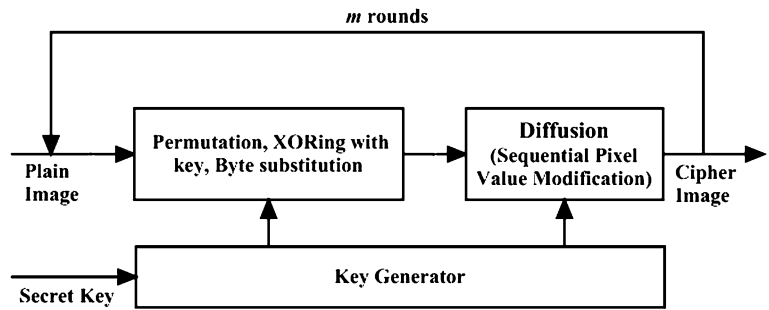 m rounds
Permutation, XORing with
key, Byte substitution
Diffusion
(Sequential Pixel
Value Modification)
Plain
Image
Cipher
Image
Key Generator
Secret Key